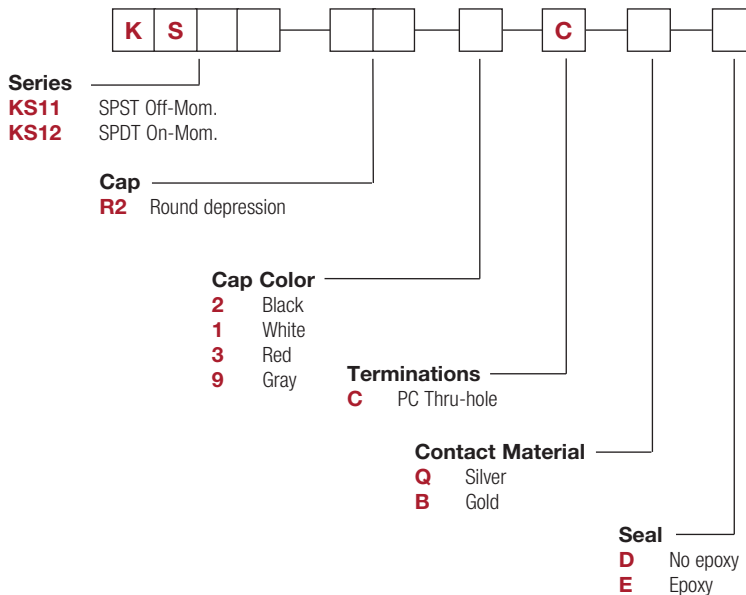 K S C
Series
KS11 SPST Off-Mom.
KS12 SPDT On-Mom.
Cap
R2 Round depression
Cap Color
2 Black
1 White
3 Red
9 Gray
Terminations
C PC Thru-hole
Contact Material
Q Silver
B Gold
Seal
D No epoxy
E Epoxy